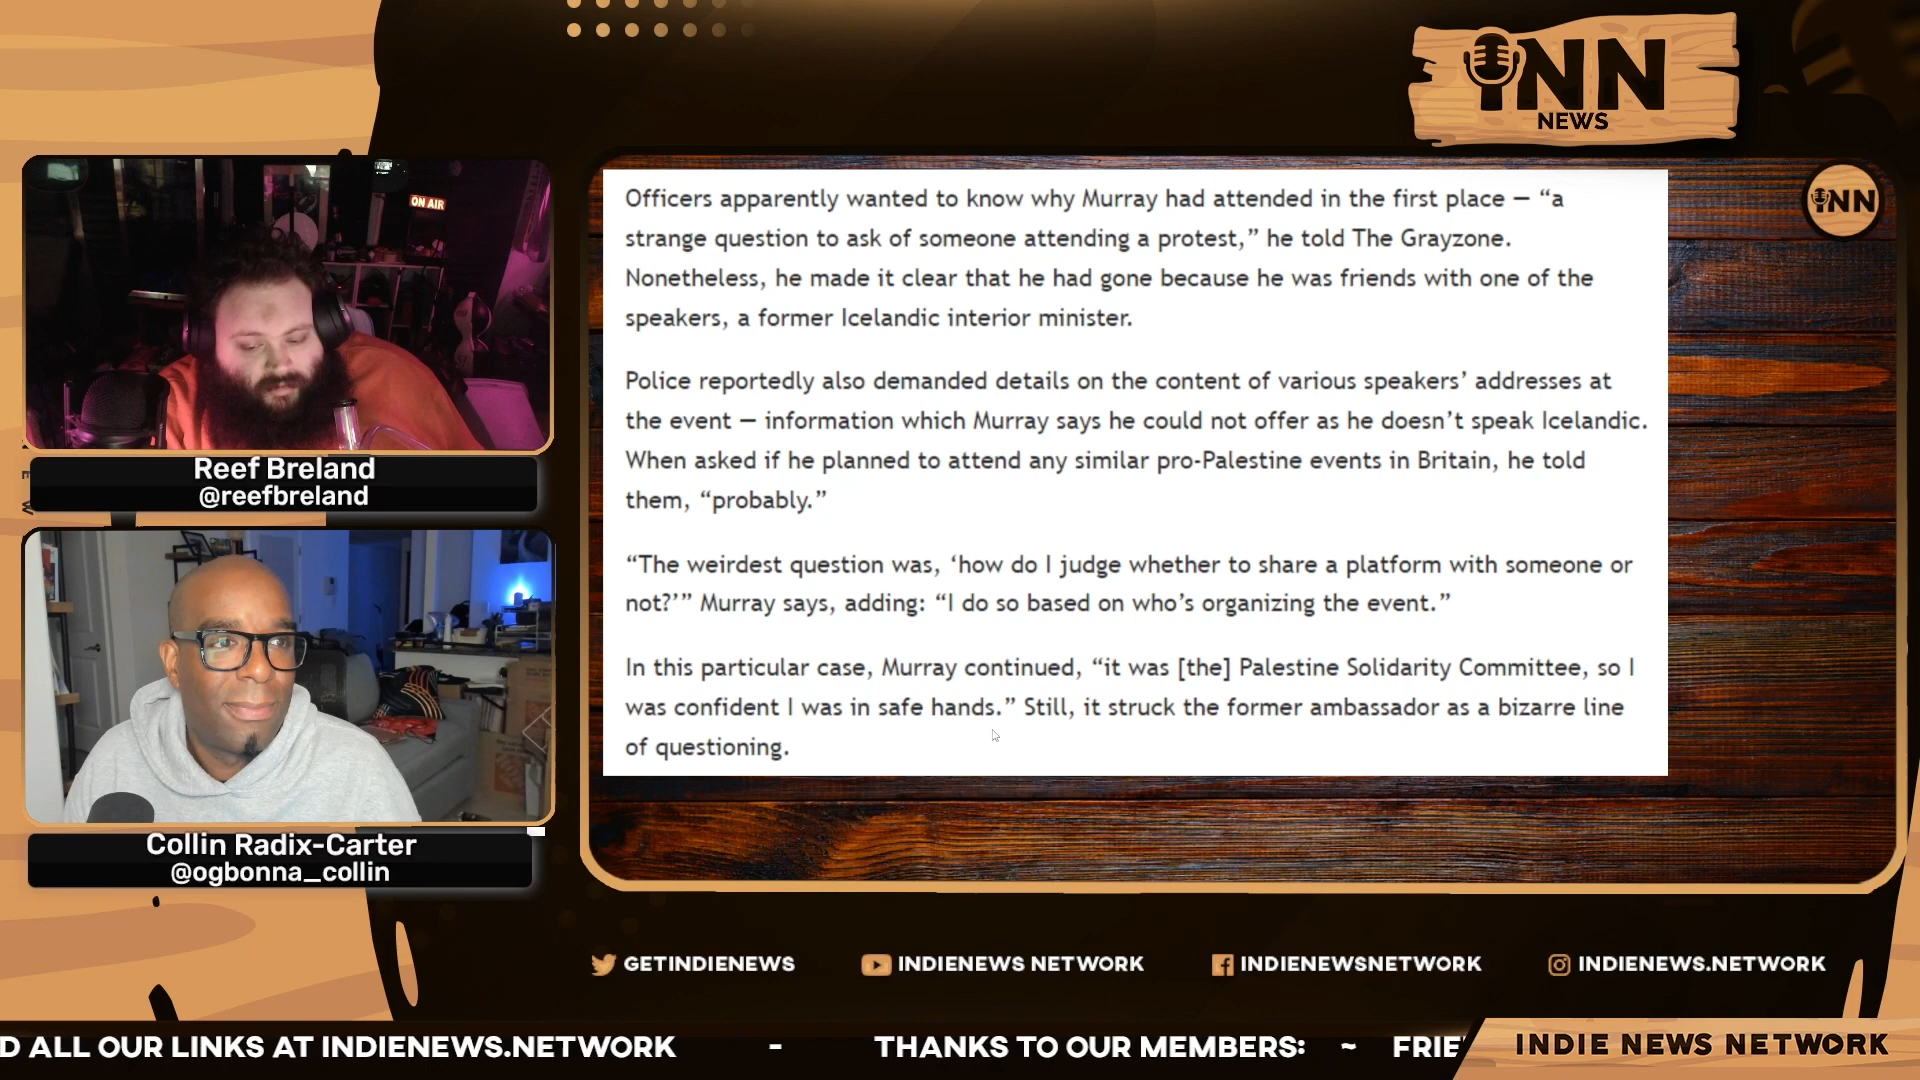 iNN
NEWS
ON AIR
Reef Breland
@reefbreland
Collin Radix-Carter
@ogbonna_collin
Officers apparently wanted to know why Murray had attended in the first place — “a
strange question to ask of someone attending a protest,” he told The Grayzone.
Nonetheless, he made it clear that he had gone because he was friends with one of the
speakers, a former Icelandic interior minister.
Police reportedly also demanded details on the content of various speakers’ addresses at
the event — information which Murray says he could not offer as he doesn’t speak Icelandic.
When asked if he planned to attend any similar pro-Palestine events in Britain, he told
them, “probably.”
“The weirdest question was, ‘how do I judge whether to share a platform with someone or
not?’” Murray says, adding: “I do so based on who’s organizing the event.”
In this particular case, Murray continued, “it was [the] Palestine Solidarity Committee, so I
was confident I was in safe hands.” Still, it struck the former ambassador as a bizarre line
of questioning.
iNN
GETINDIENEWS
INDIENEWS NETWORK
INDIENEWSNETWORK
INDIENEWS.NETWORK
D ALL OUR LINKS AT INDIENEWS.NETWORK - THANKS TO OUR MEMBERS: ~ FRIE
INDIE NEWS NETWORK